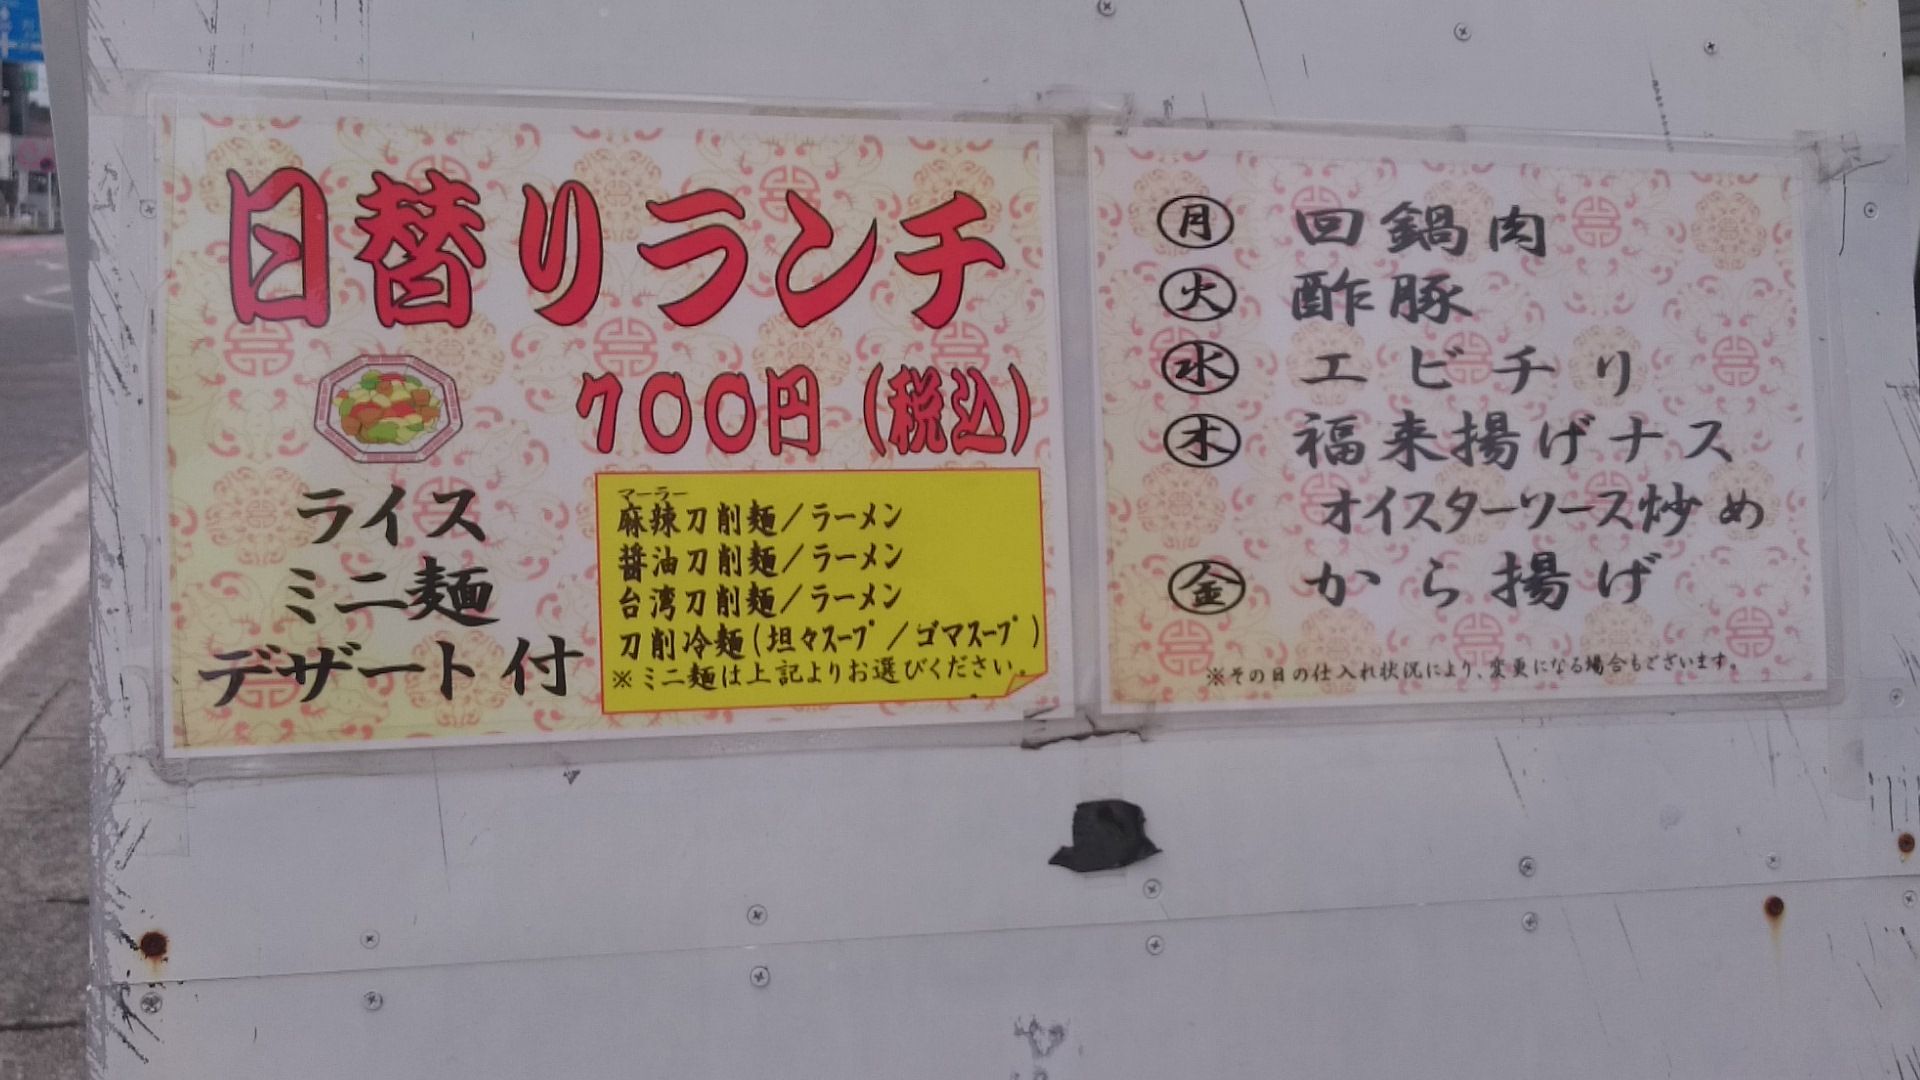 日替りランチ
700円(税込)
ライス
ミニ麺
デザート付
マーラー
麻辣刀削麺/ラーメン
醤油刀削麺/ラーメン
台湾刀削麺/ラーメン
刀削冷麺(坦々スープ/ゴマスープ)
※ミニ麺は上記よりお選びください。
月 回鍋肉
火 酢豚
水 エビチリ
木 福来揚げナス
オイスターソース炒め
金 から揚げ
※その日の仕入れ状況により、変更になる場合もございます。